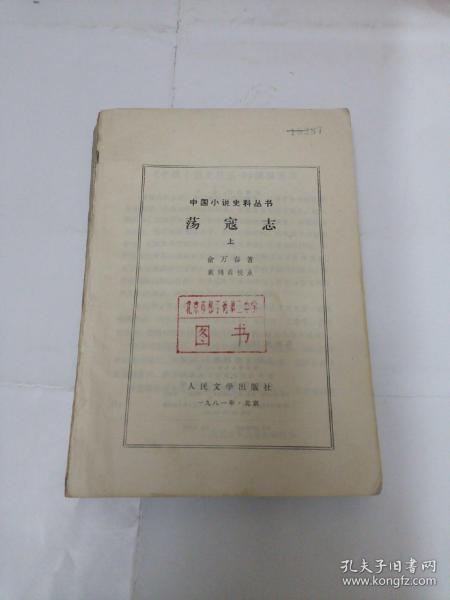 中国小说史料丛书
荡寇志
上
俞万春著
戴鸿森校点
图书
人民文学出版社
一九八一年·北京
孔夫子旧书网
www.kongfz.com